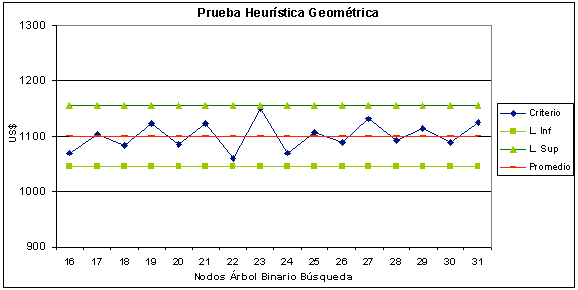 Prueba Heurística Geométrica
1300
1200
1100
1000
900
US$
16 17 18 19 20 21 22 23 24 25 26 27 28 29 30 31
Nodos Árbol Binario Búsqueda
Criterio
L. Inf
L. Sup
Promedio